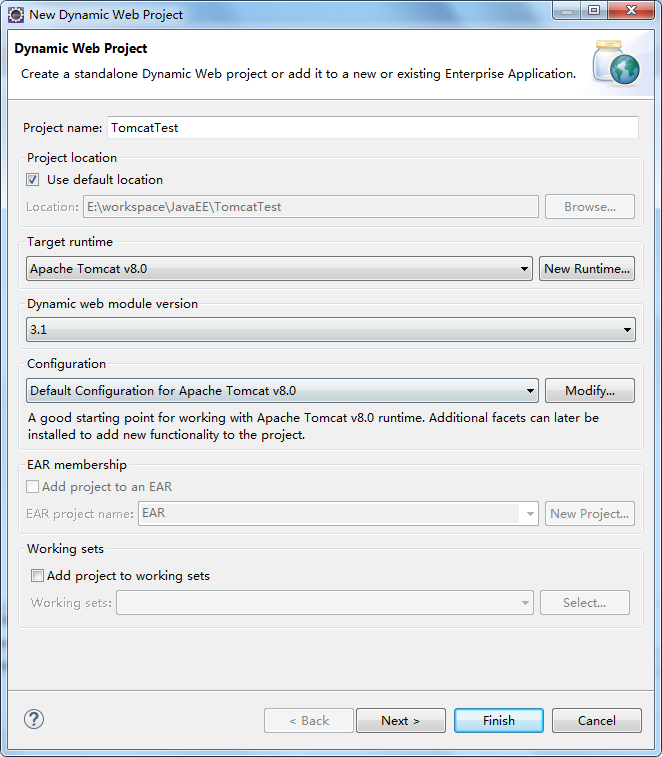 New Dynamic Web Project
Dynamic Web Project
Create a standalone Dynamic Web project or add it to a new or existing Enterprise Application.
Project name: TomcatTest
Project location
Use default location
Location: E:\workspace\JavaEE\TomcatTest Browse...
Target runtime
Apache Tomcat v8.0 New Runtime...
Dynamic web module version
3.1
Configuration
Default Configuration for Apache Tomcat v8.0 Modify...
A good starting point for working with Apache Tomcat v8.0 runtime. Additional facets can later be
installed to add new functionality to the project.
EAR membership
Add project to an EAR
EAR project name: EAR New Project...
Working sets
Add project to working sets
Working sets: Select...
? < Back Next > Finish Cancel